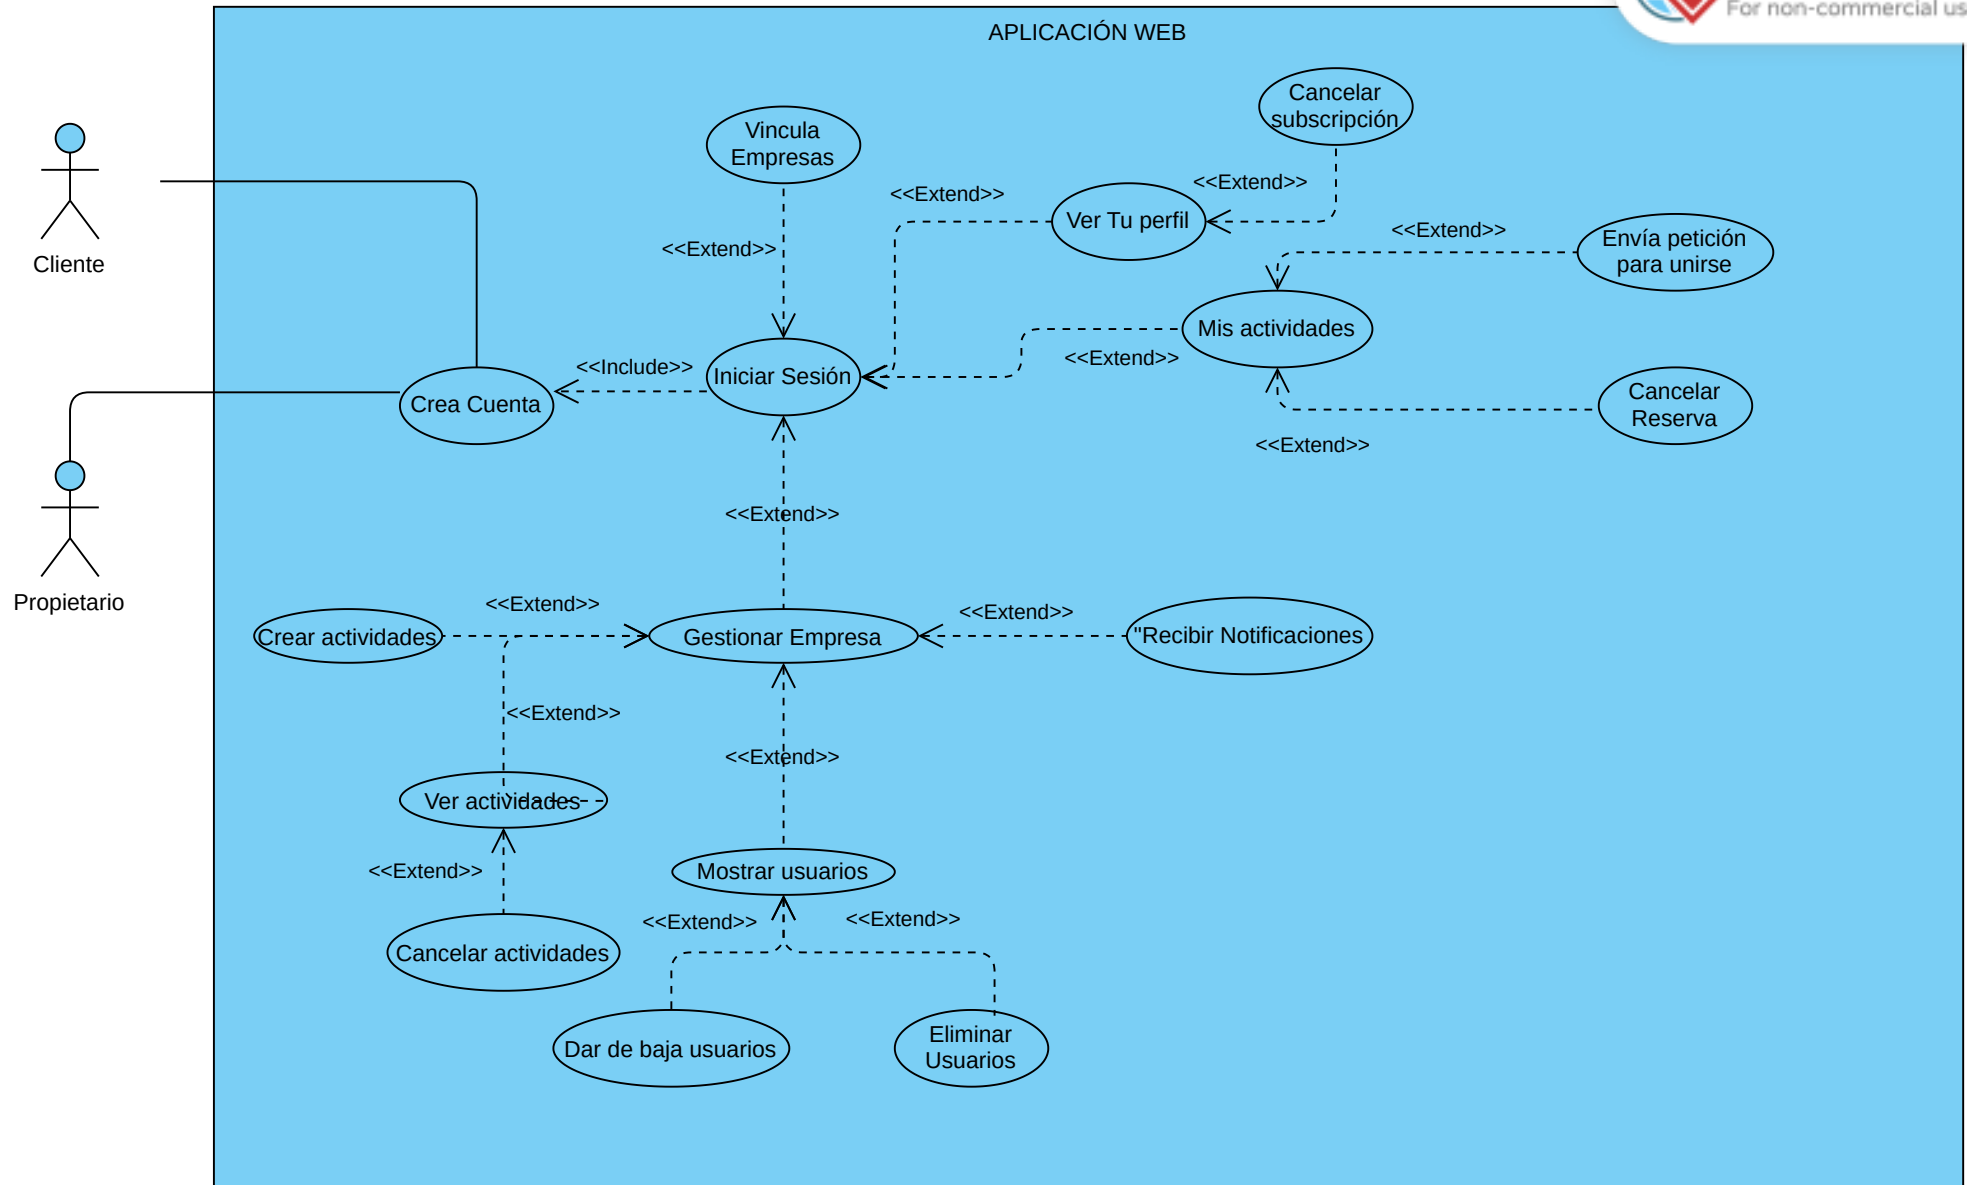 For non-commercial us
APLICACIÓN WEB
Cancelar
subscripción
Vincula
Empresas
<<Extend>>
<<Extend>>
Ver Tu perfil
<<Extend>>
Envía petición
para unirse
<<Extend>>
Cliente
<<Extend>>
Mis actividades
<<Extend>>
<<Include>>
Iniciar Sesión
Crea Cuenta
Cancelar
Reserva
<<Extend>>
<<Extend>>
Propietario
<<Extend>>
<<Extend>>
Crear actividades
Gestionar Empresa
"Recibir Notificaciones
<<Extend>>
<<Extend>>
Ver actividades
<<Extend>>
Mostrar usuarios
<<Extend>>
<<Extend>>
Cancelar actividades
Dar de baja usuarios
Eliminar
Usuarios